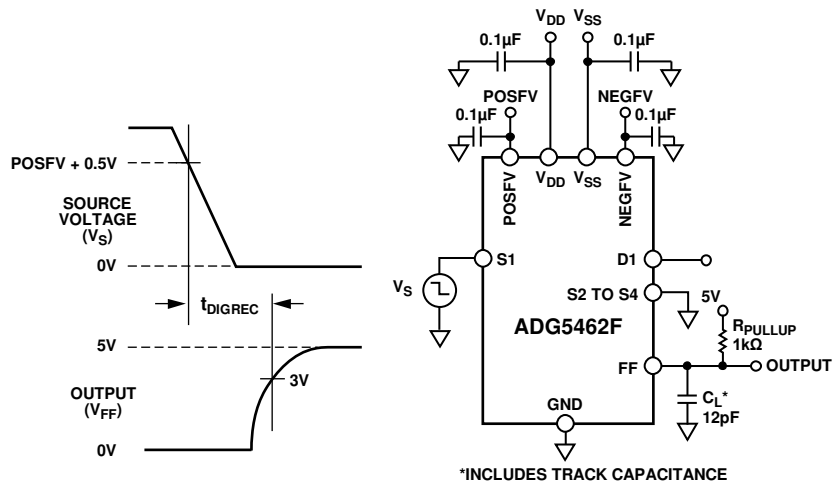 POSFV + 0.5V
SOURCE
VOLTAGE
(VS)
0V
tDIGREC
5V
3V
OUTPUT
(VFF)
0V
VDD
VSS
0.1µF
0.1µF
POSFV
NEGFV
0.1µF
0.1µF
POSFV
VDD
VSS
NEGFV
S1
D1
VS
S2 TO S4
5V
ADG5462F
RPULLUP
1kΩ
FF
OUTPUT
CL*
12pF
GND
*INCLUDES TRACK CAPACITANCE